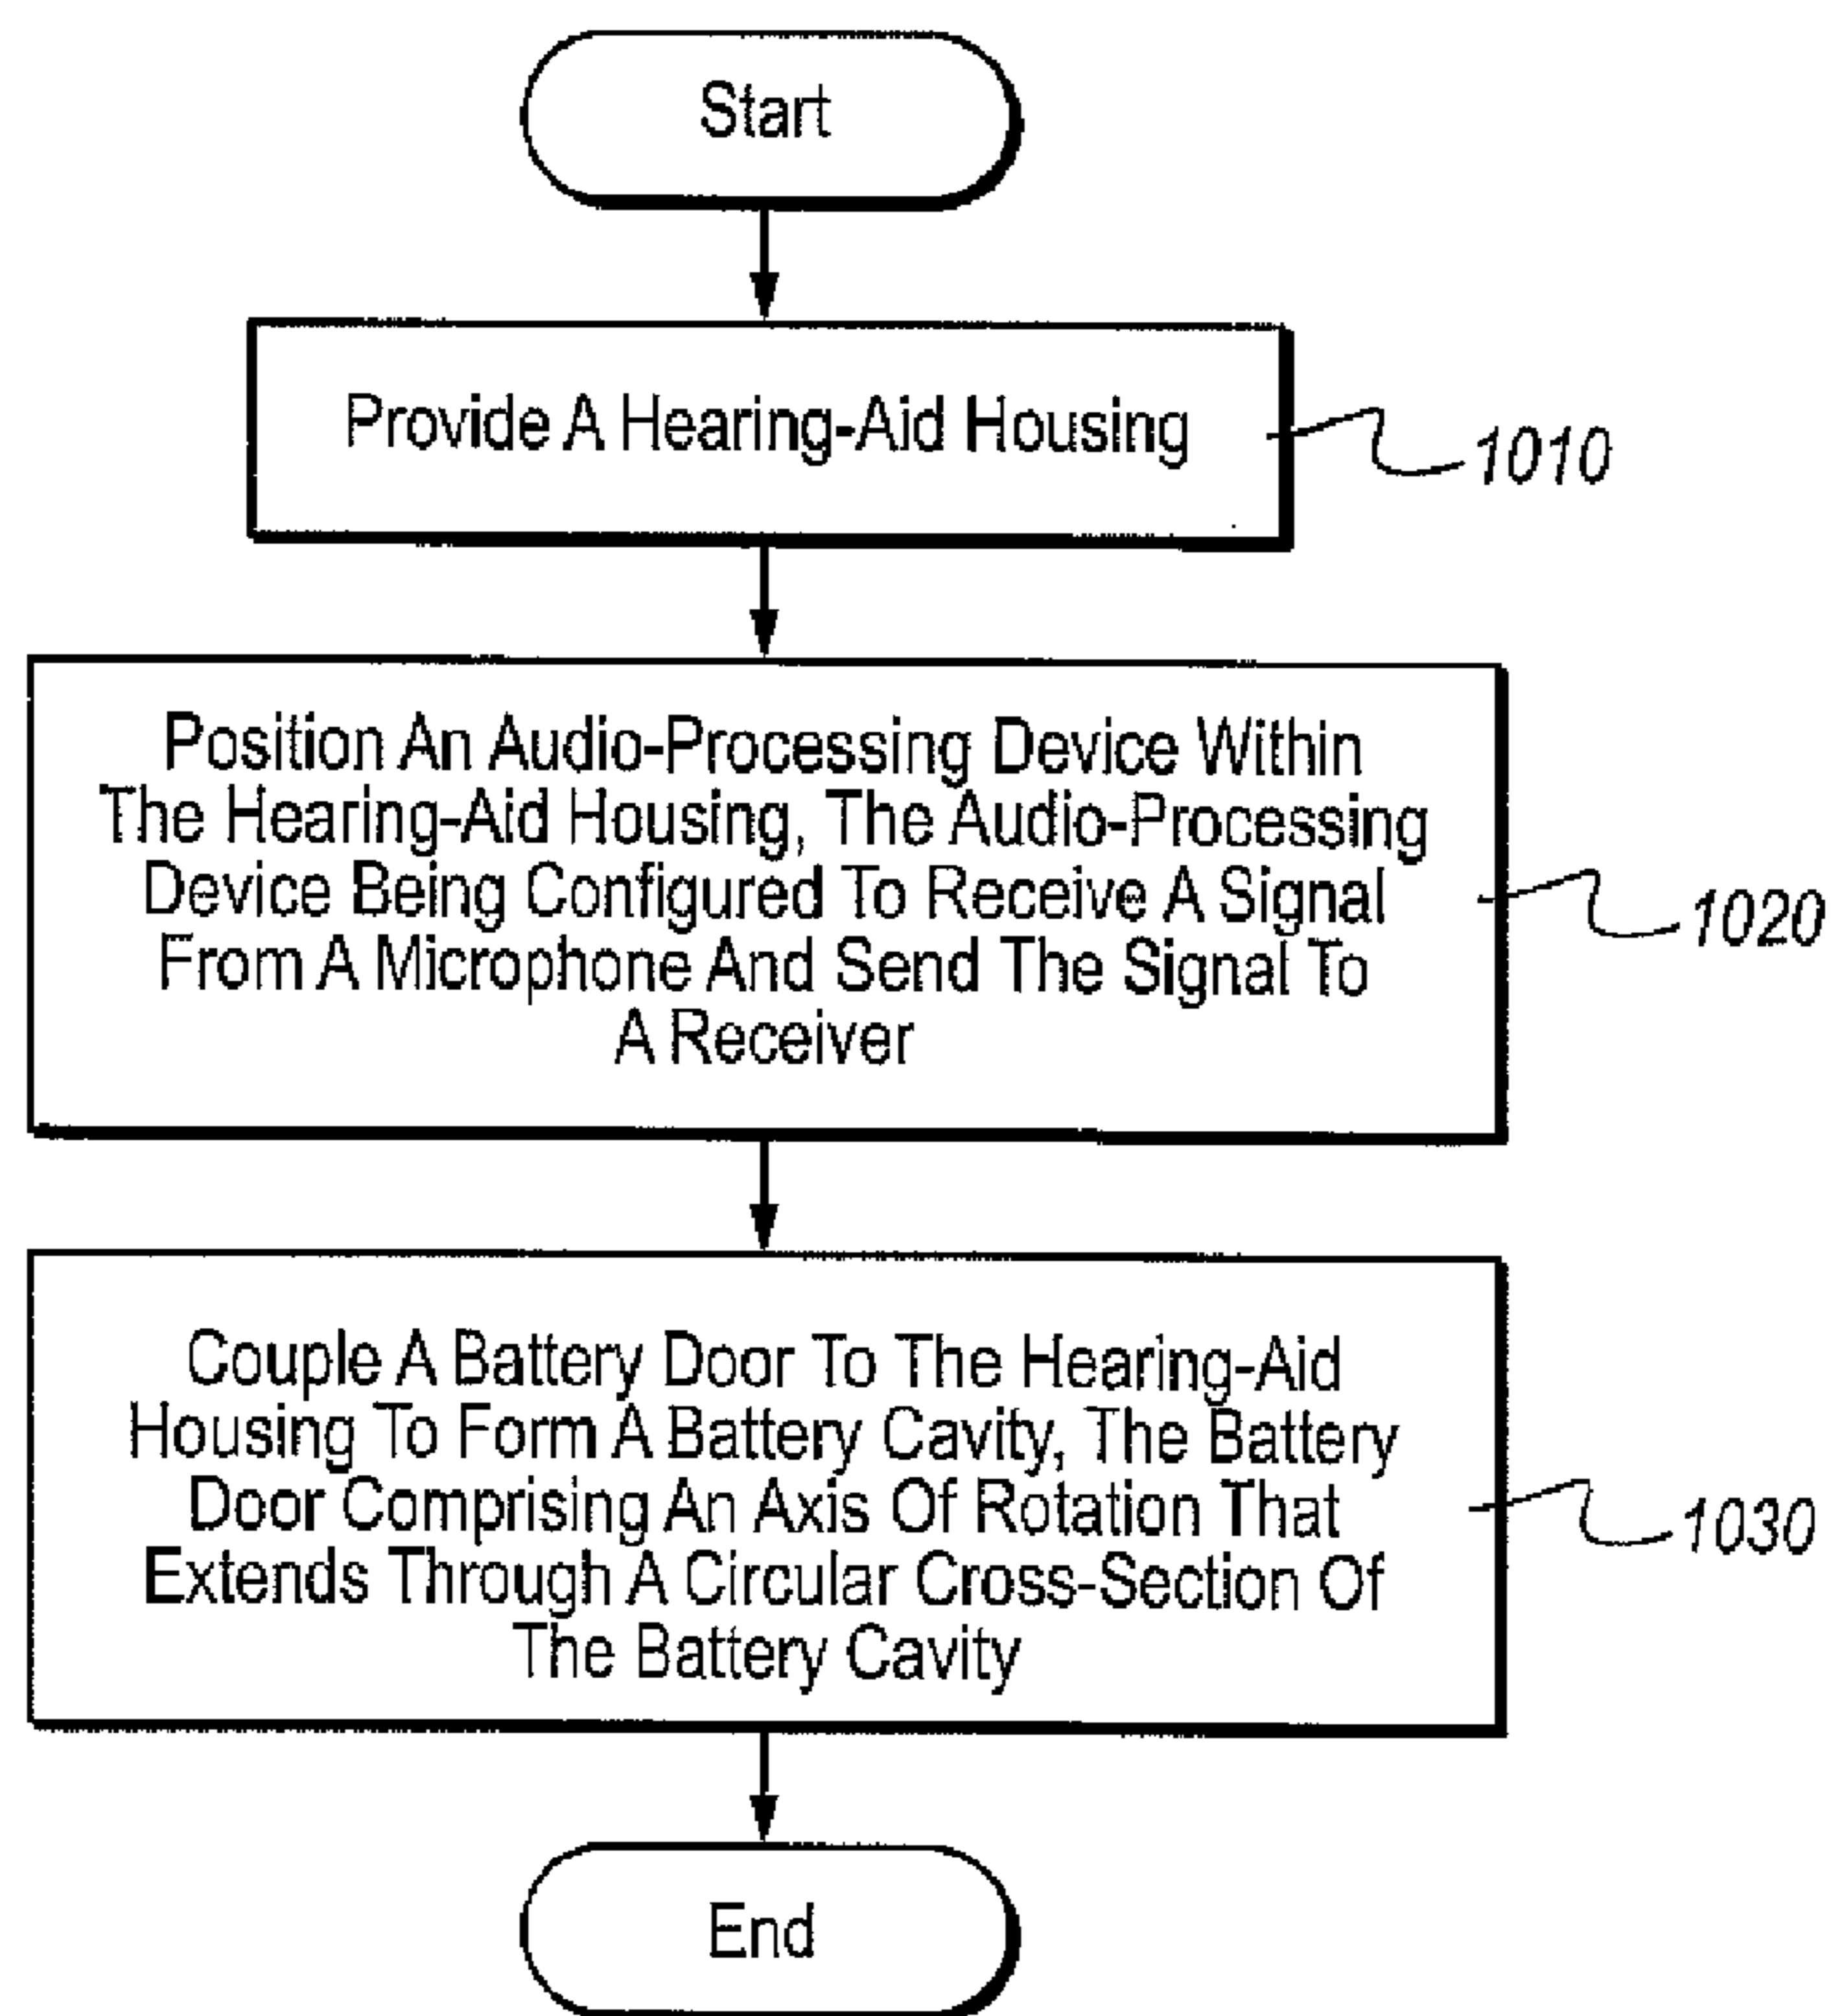 Start
Provide A Hearing-Aid Housing
1010
Position An Audio-Processing Device Within
The Hearing-Aid Housing, The Audio-Processing
Device Being Configured To Receive A Signal
From A Microphone And Send The Signal To
A Receiver
1020
Couple A Battery Door To The Hearing-Aid
Housing To Form A Battery Cavity, The Battery
Door Comprising An Axis Of Rotation That
Extends Through A Circular Cross-Section Of
The Battery Cavity
1030
End